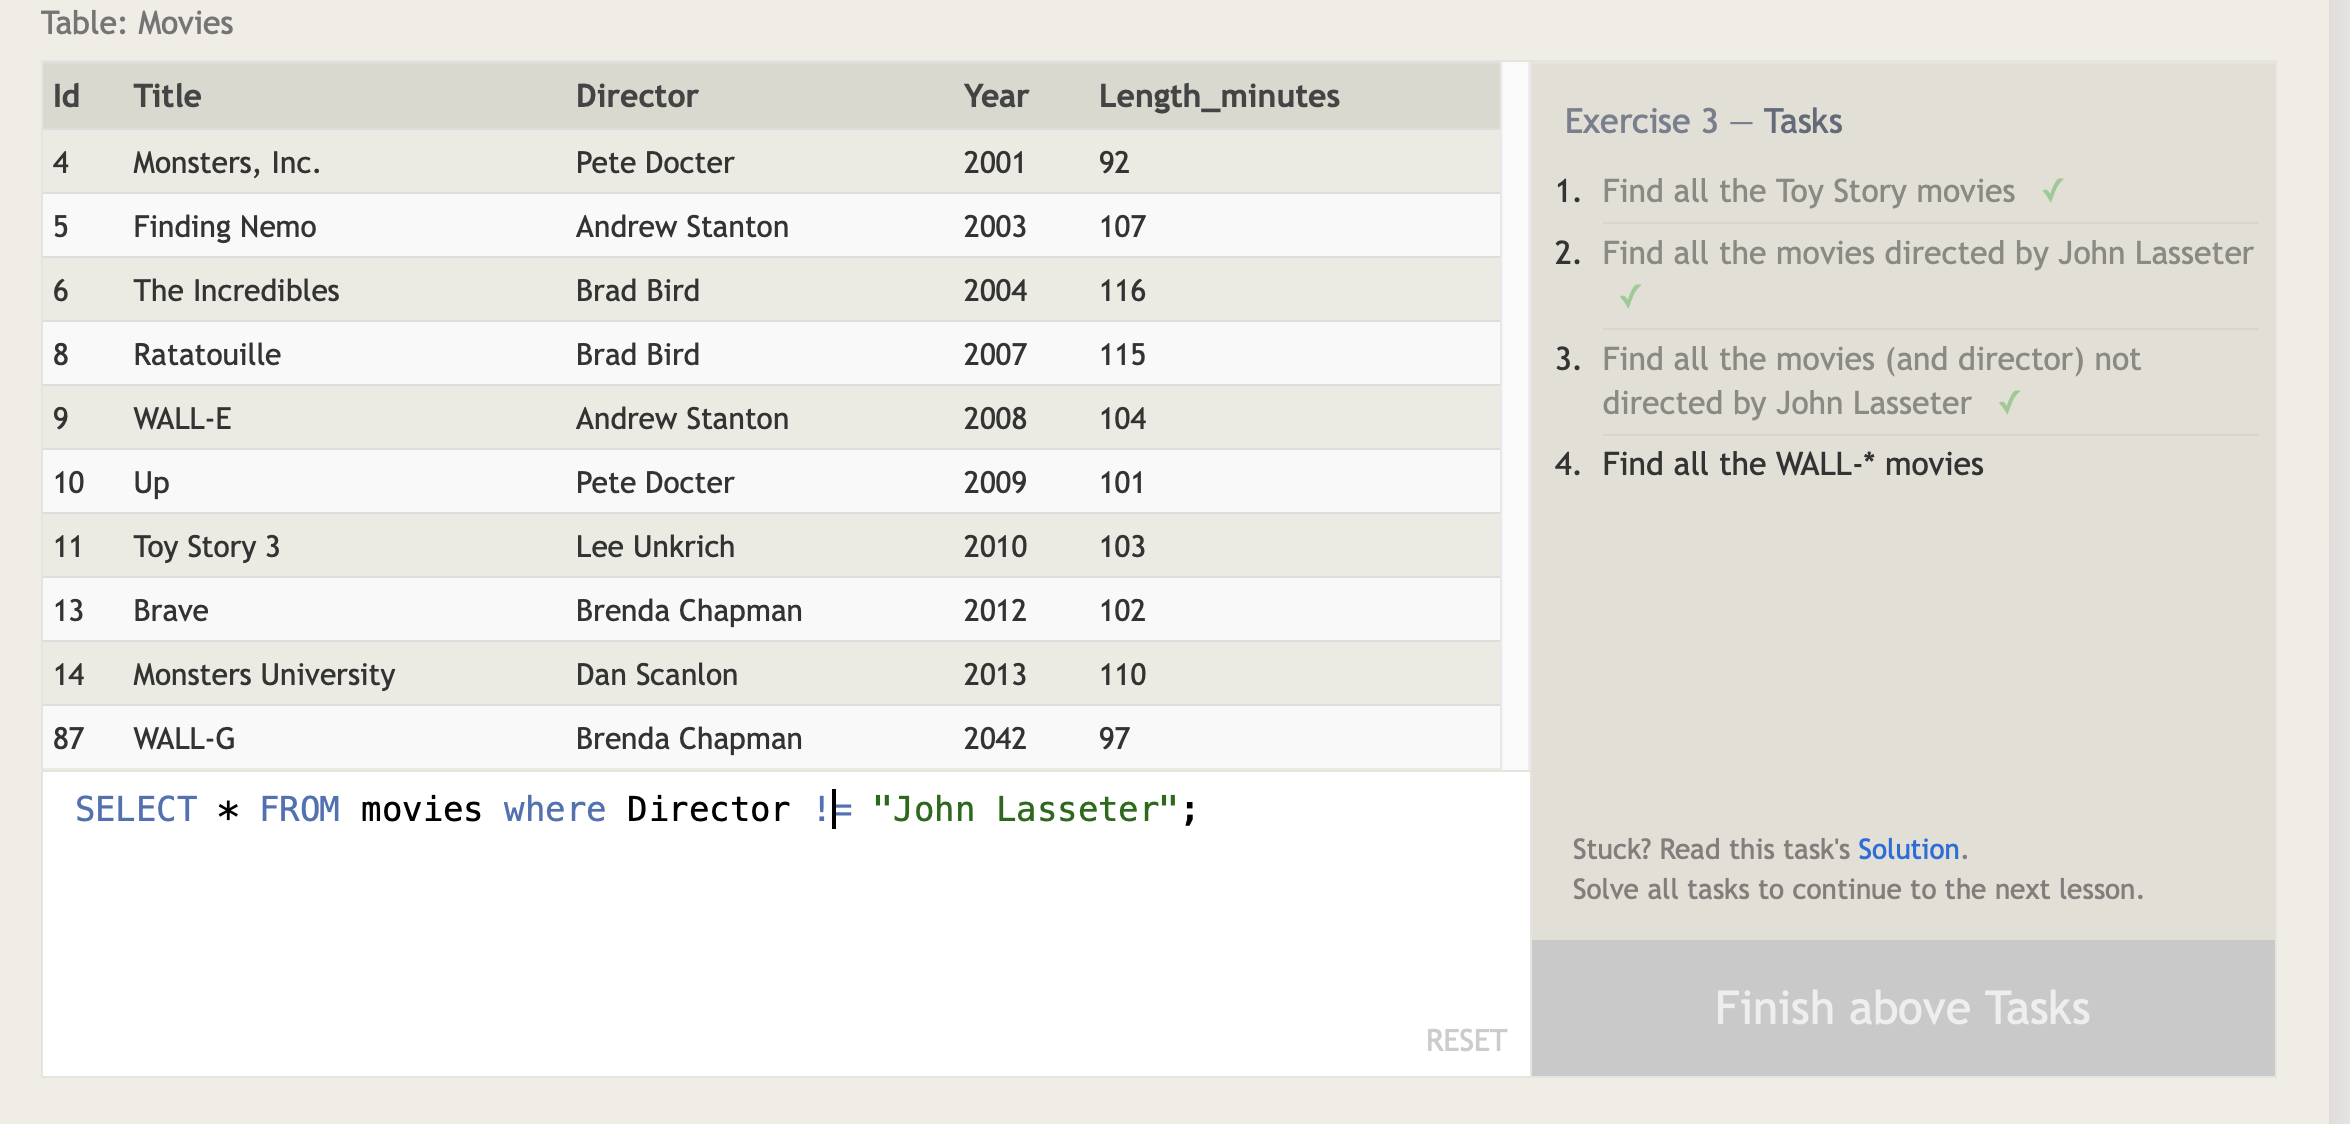 Table: Movies
Id Title Director Year Length_minutes
4 Monsters, Inc. Pete Docter 2001 92
5 Finding Nemo Andrew Stanton 2003 107
6 The Incredibles Brad Bird 2004 116
8 Ratatouille Brad Bird 2007 115
9 WALL-E Andrew Stanton 2008 104
10 Up Pete Docter 2009 101
11 Toy Story 3 Lee Unkrich 2010 103
13 Brave Brenda Chapman 2012 102
14 Monsters University Dan Scanlon 2013 110
87 WALL-G Brenda Chapman 2042 97
SELECT * FROM movies where Director != "John Lasseter";
RESET
Exercise 3 — Tasks
1. Find all the Toy Story movies ✓
2. Find all the movies directed by John Lasseter
✓
3. Find all the movies (and director) not
directed by John Lasseter ✓
4. Find all the WALL-* movies
Stuck? Read this task's Solution.
Solve all tasks to continue to the next lesson.
Finish above Tasks